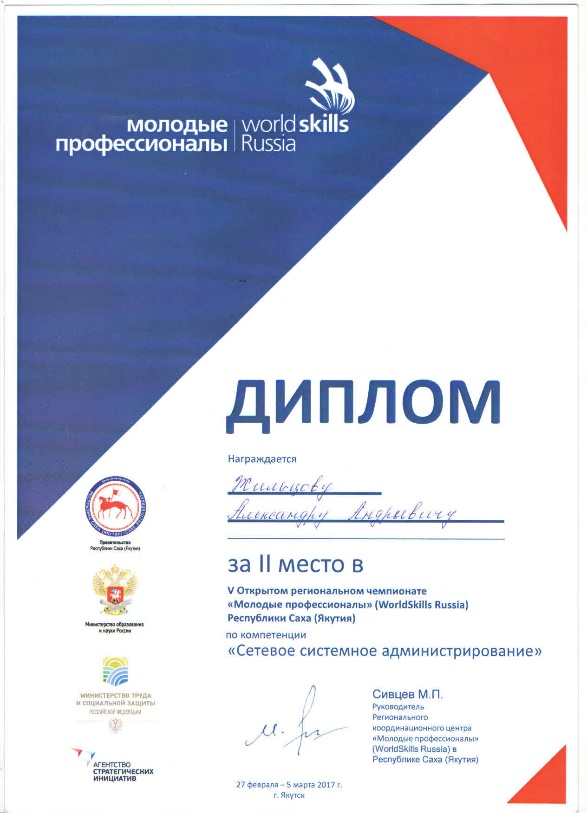 молодые
профессионалы
worldskills
Russia
ДИПЛОМ
Награждается
Жильцову
Александру Андреевичу
за II место в
V Открытом региональном чемпионате
«Молодые профессионалы» (WorldSkills Russia)
Республики Саха (Якутия)
по компетенции
«Сетевое системное администрирование»
Правительство
Республики Саха (Якутия)
Министерство образования
и науки России
МИНИСТЕРСТВО ТРУДА
И СОЦИАЛЬНОЙ ЗАЩИТЫ
РОССИЙСКОЙ ФЕДЕРАЦИИ
АГЕНТСТВО
СТРАТЕГИЧЕСКИХ
ИНИЦИАТИВ
Сивцев М.П.
Руководитель
Регионального
координационного центра
«Молодые профессионалы»
(WorldSkills Russia) в
Республике Саха (Якутия)
27 февраля – 5 марта 2017 г.
г. Якутск